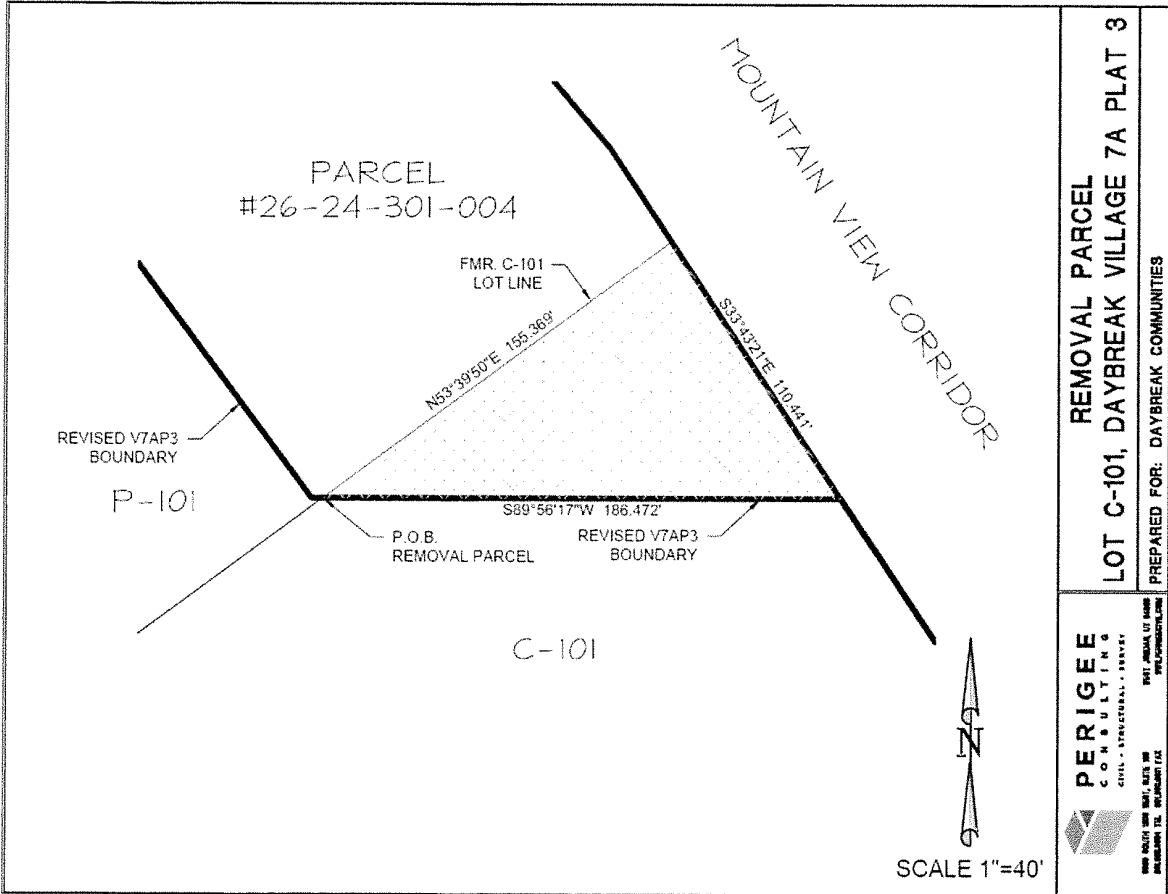 PARCEL
#26-24-301-004
MOUNTAIN VIEW CORRIDOR
FMR. C-101
LOT LINE
N53°39'50"E 155.369'
S33°43'21"E 110.441'
REVISED V7AP3
BOUNDARY
P-101
S89°56'17"W 186.472'
P.O.B.
REMOVAL PARCEL
REVISED V7AP3
BOUNDARY
C-101
N
SCALE 1"=40'
REMOVAL PARCEL
LOT C-101, DAYBREAK VILLAGE 7A PLAT 3
PREPARED FOR: DAYBREAK COMMUNITIES
PERIGEE
CONSULTING
CIVIL • STRUCTURAL • SURVEY